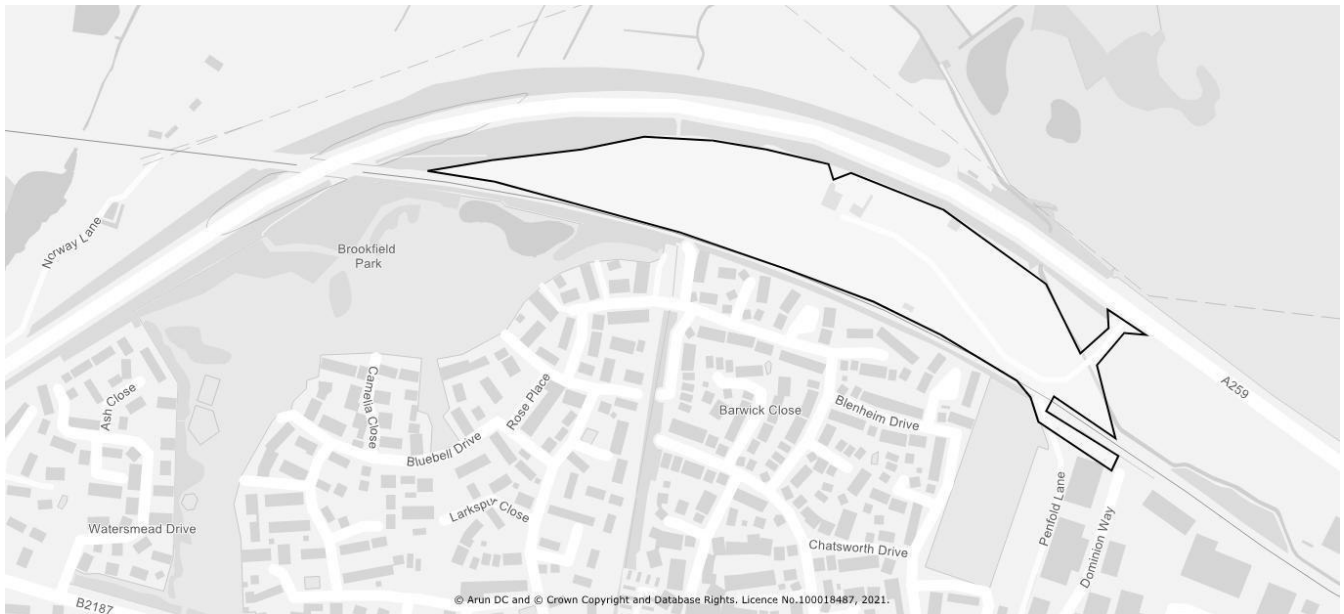 Norway Lane
Brookfield
Park
A259
Ash Close
Camelia Close
Rose Place
Barwick Close
Blenheim Drive
Bluebell Drive
Larkspur Close
Watersmead Drive
Chatsworth Drive
Penfold Lane
Dominion Way
B2187
© Arun DC and © Crown Copyright and Database Rights. Licence No.100018487, 2021.